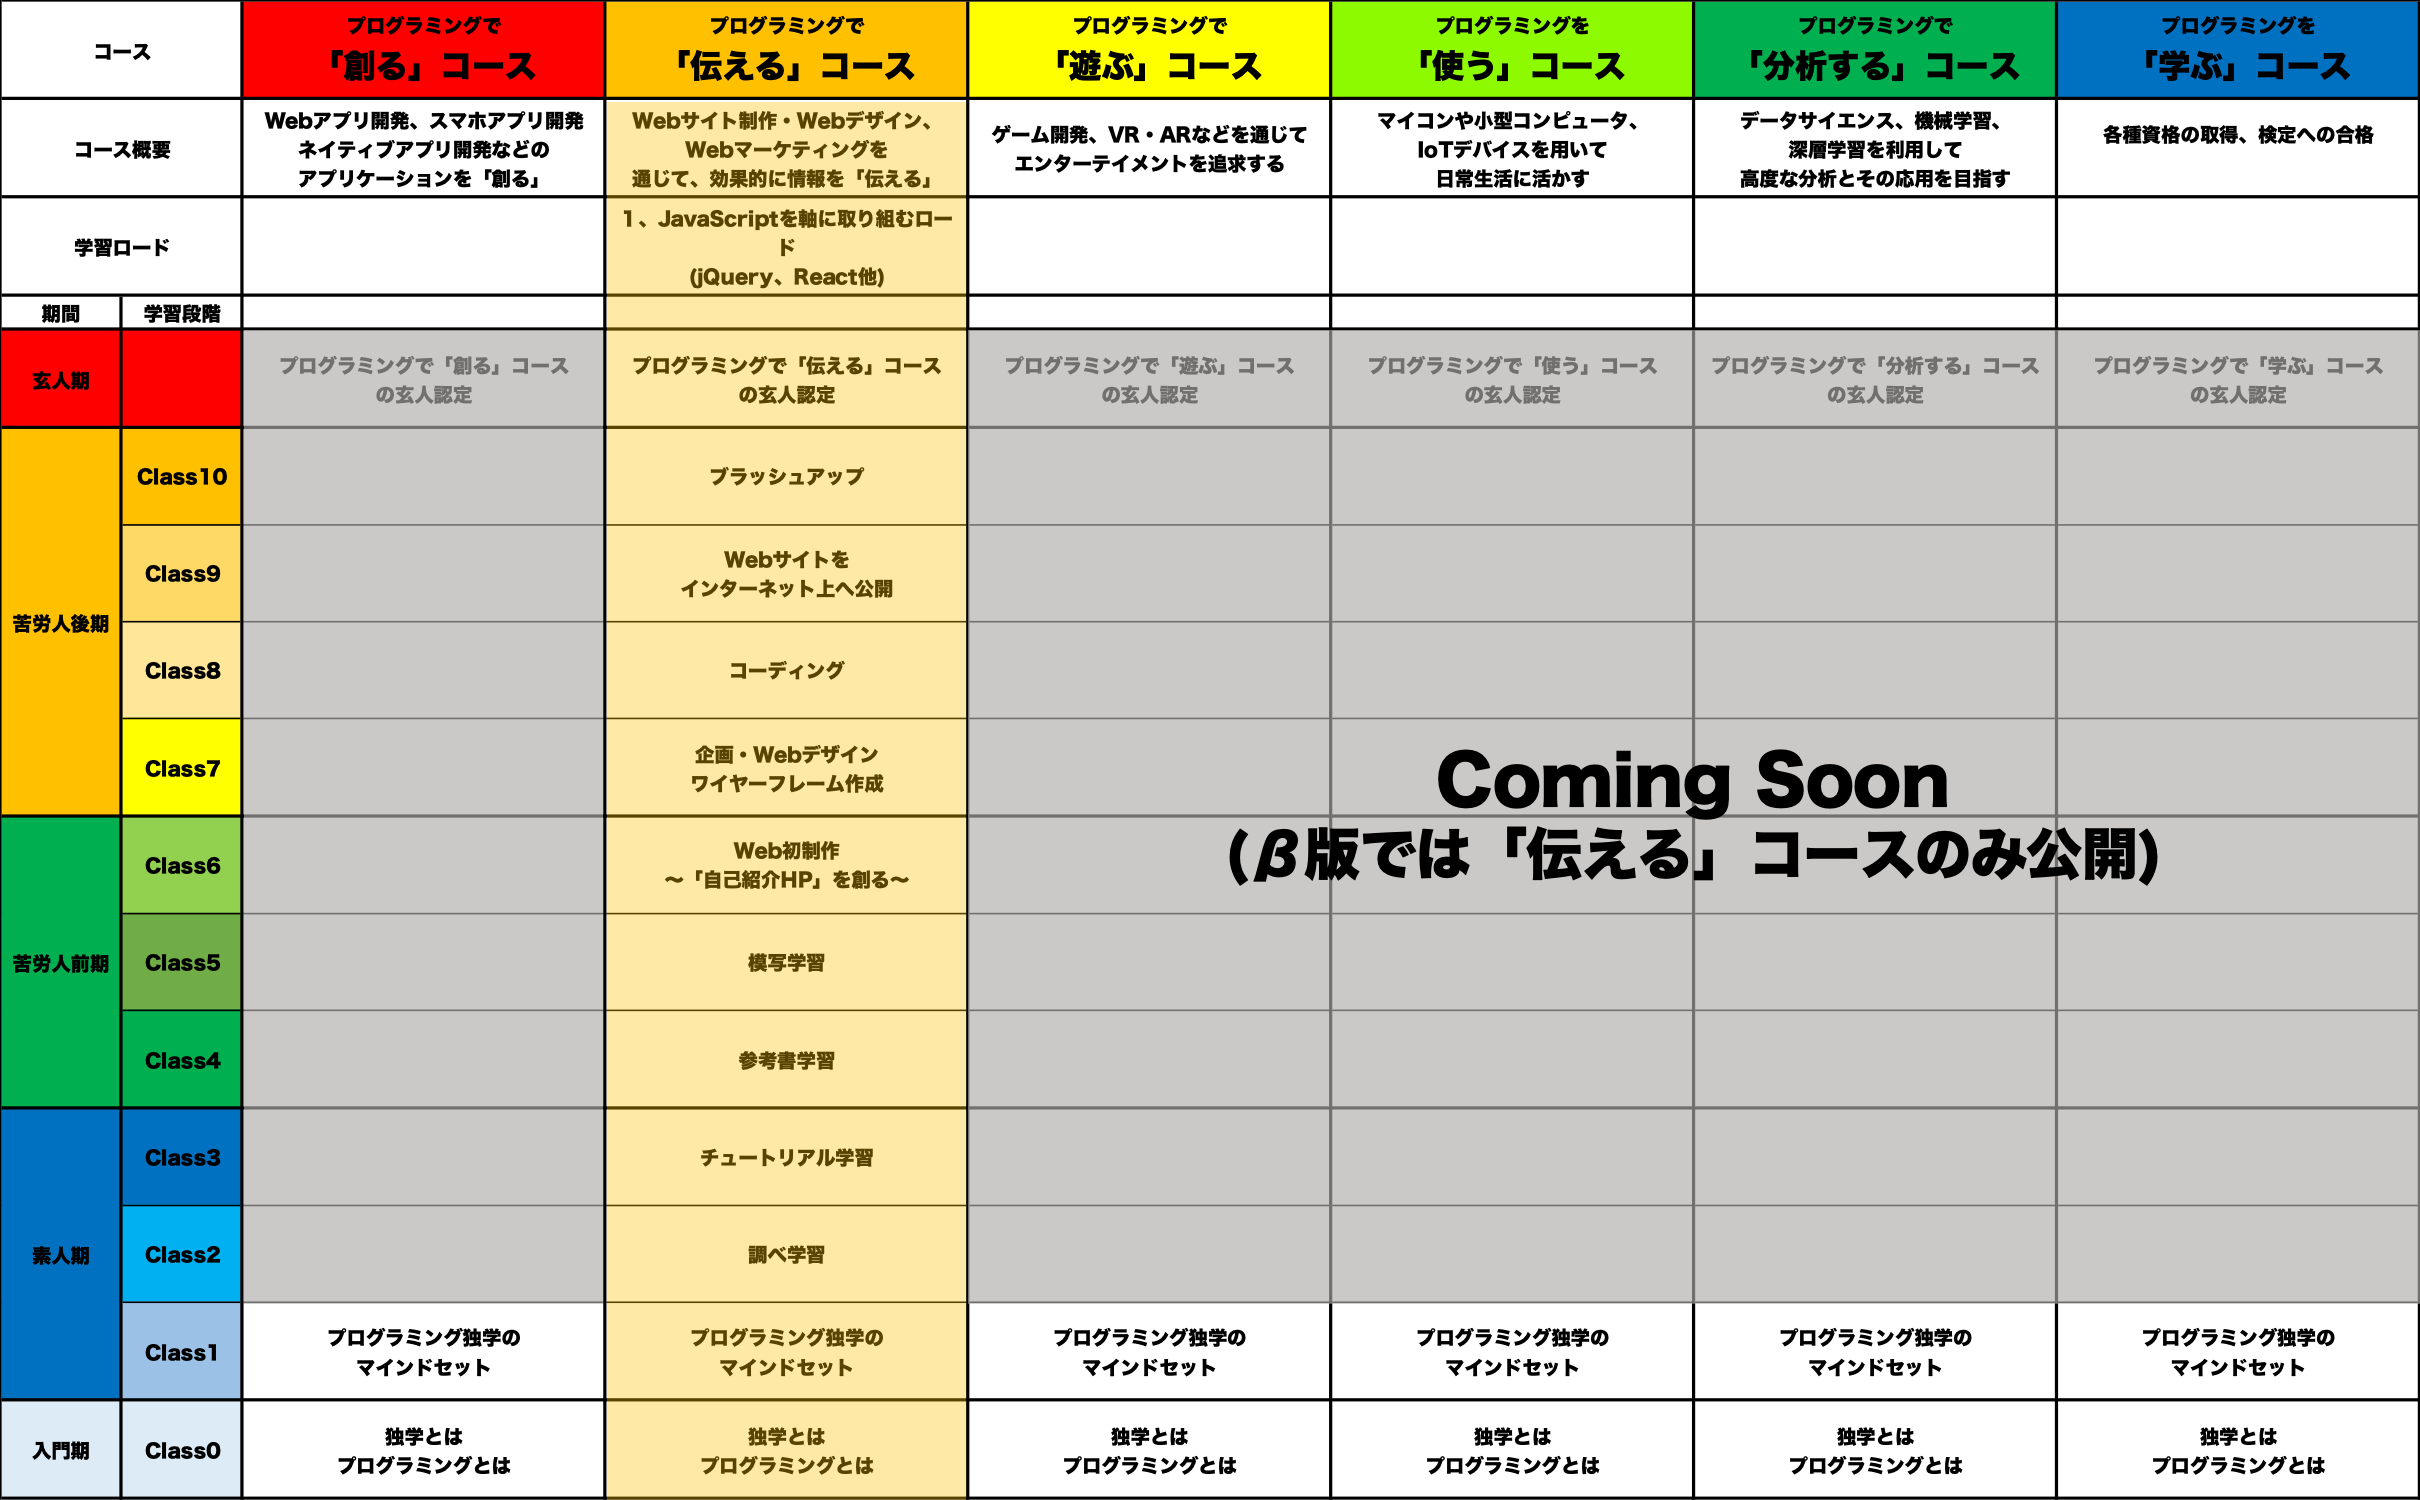 コース
プログラミングで
「創る」コース
プログラミングで
「伝える」コース
プログラミングで
「遊ぶ」コース
プログラミングを
「使う」コース
プログラミングで
「分析する」コース
プログラミングを
「学ぶ」コース
コース概要
Webアプリ開発、スマホアプリ開発
ネイティブアプリ開発などの
アプリケーションを「創る」
Webサイト制作・Webデザイン、
Webマーケティングを
通じて、効果的に情報を「伝える」
ゲーム開発、VR・ARなどを通じて
エンターテイメントを追求する
マイコンや小型コンピュータ、
IoTデバイスを用いて
日常生活に活かす
データサイエンス、機械学習、
深層学習を利用して
高度な分析とその応用を目指す
各種資格の取得、検定への合格
学習ロード
１、JavaScriptを軸に取り組むロー
ド
(jQuery、React他)
期間
学習段階
玄人期
プログラミングで「創る」コース
の玄人認定
プログラミングで「伝える」コース
の玄人認定
プログラミングで「遊ぶ」コース
の玄人認定
プログラミングで「使う」コース
の玄人認定
プログラミングで「分析する」コース
の玄人認定
プログラミングで「学ぶ」コース
の玄人認定
苦労人後期
Class10
ブラッシュアップ
Class9
Webサイトを
インターネット上へ公開
Class8
コーディング
Class7
企画・Webデザイン
ワイヤーフレーム作成
Coming Soon
(β版では「伝える」コースのみ公開)
苦労人前期
Class6
Web初制作
～「自己紹介HP」を創る～
Class5
模写学習
Class4
参考書学習
素人期
Class3
チュートリアル学習
Class2
調べ学習
Class1
プログラミング独学の
マインドセット
プログラミング独学の
マインドセット
プログラミング独学の
マインドセット
プログラミング独学の
マインドセット
プログラミング独学の
マインドセット
プログラミング独学の
マインドセット
入門期
Class0
独学とは
プログラミングとは
独学とは
プログラミングとは
独学とは
プログラミングとは
独学とは
プログラミングとは
独学とは
プログラミングとは
独学とは
プログラミングとは